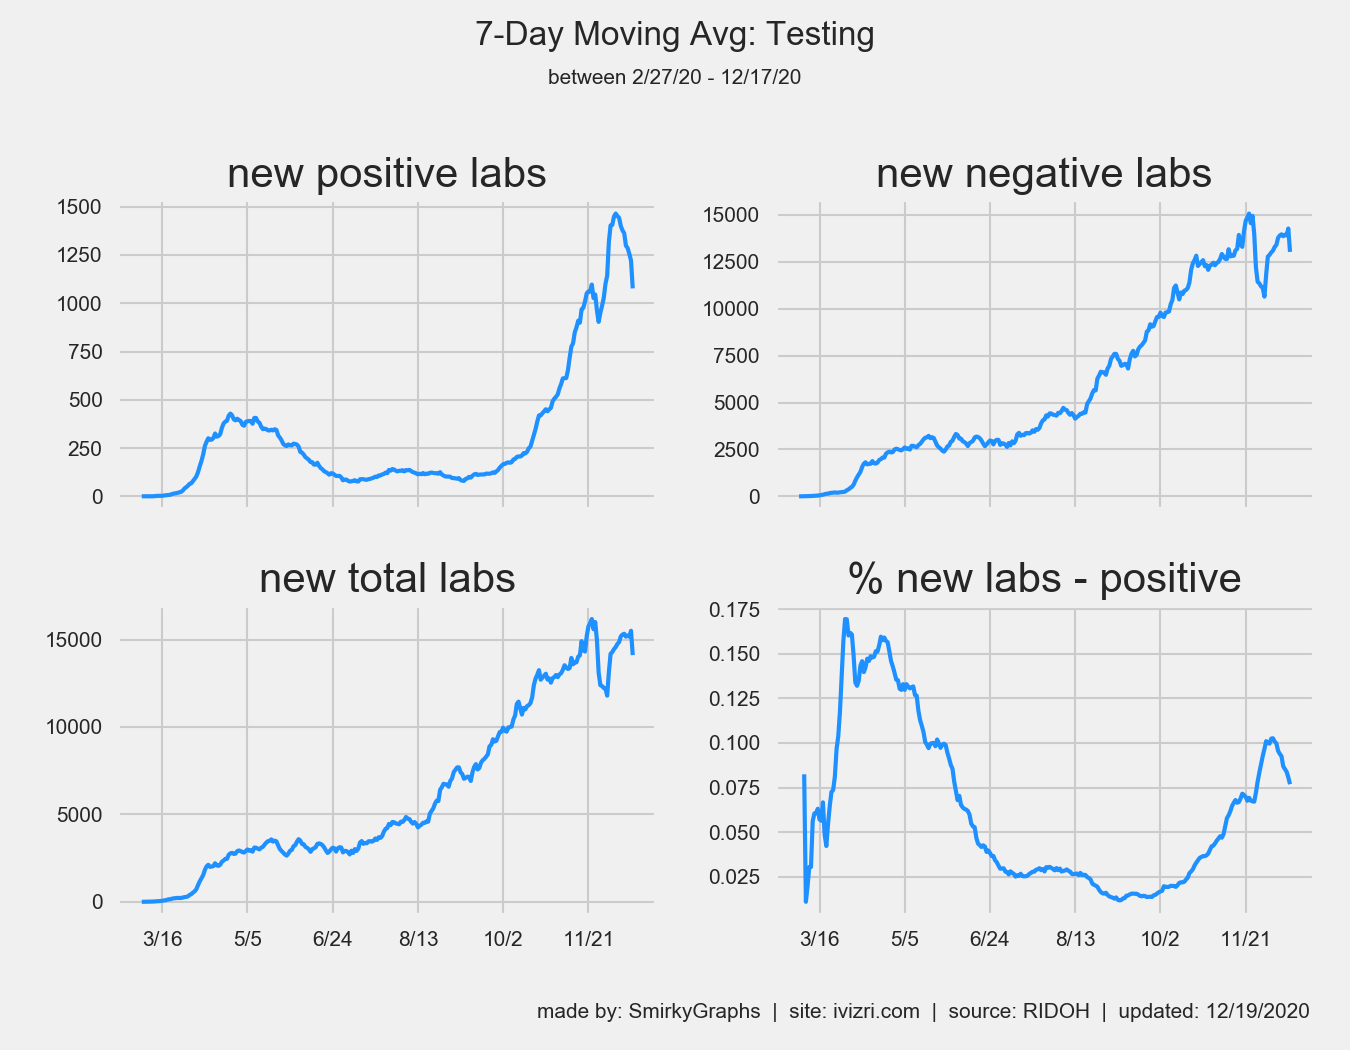 7-Day Moving Avg: Testing
between 2/27/20 - 12/17/20
new positive labs
1500
1250
1000
750
500
250
0
new negative labs
15000
12500
10000
7500
5000
2500
0
new total labs
15000
10000
5000
0
3/16 5/5 6/24 8/13 10/2 11/21
% new labs - positive
0.175
0.150
0.125
0.100
0.075
0.050
0.025
3/16 5/5 6/24 8/13 10/2 11/21
made by: SmirkyGraphs | site: ivizri.com | source: RIDOH | updated: 12/19/2020